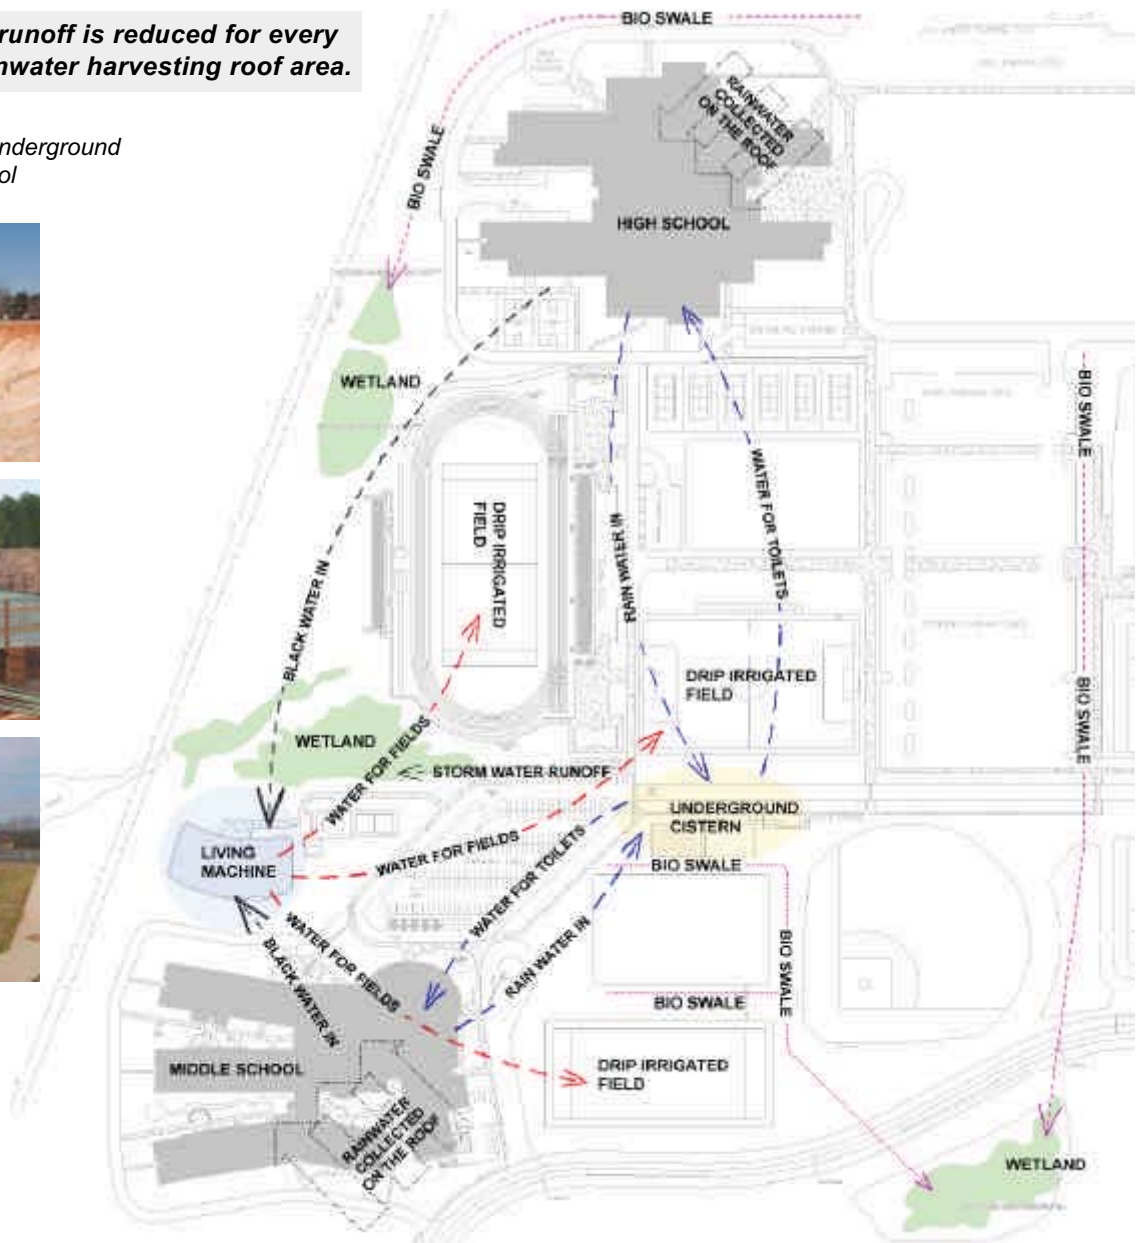 runoff is reduced for every
nwater harvesting roof area.
nderground
ol
BIO SWALE
BIO SWALE
RAINWATER
COLLECTED
ON THE ROOF
HIGH SCHOOL
WETLAND
BIO SWALE
WATER FOR TOILETS
RAIN WATER IN
DRIP IRRIGATED
FIELD
BLACK WATER IN
DRIP IRRIGATED
FIELD
BIO SWALE
WETLAND
WATER FOR FIELDS
STORM WATER RUNOFF
UNDERGROUND
CISTERN
LIVING
MACHINE
WATER FOR FIELDS
WATER FOR TOILETS
BIO SWALE
WATER FOR FIELDS
BLACK WATER IN
RAIN WATER IN
BIO SWALE
BIO SWALE
MIDDLE SCHOOL
DRIP IRRIGATED
FIELD
RAINWATER
COLLECTED
ON THE ROOF
WETLAND